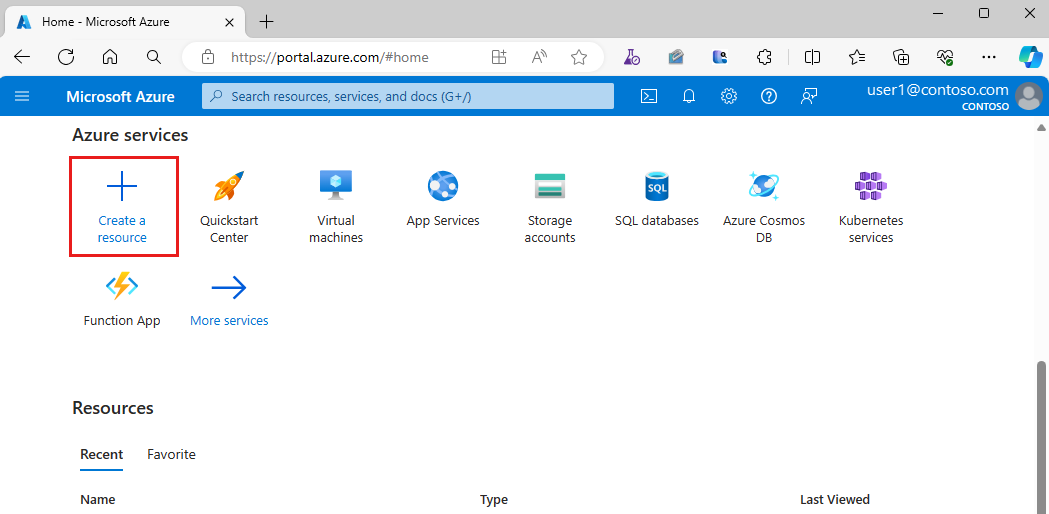 Home - Microsoft Azure
https://portal.azure.com/#home
Microsoft Azure
Search resources, services, and docs (G+/)
user1@contoso.com
CONTOSO
Azure services
Create a
resource
Quickstart
Center
Virtual
machines
App Services
Storage
accounts
SQL
SQL databases
Azure Cosmos
DB
Kubernetes
services
Function App
More services
Resources
Recent
Favorite
Name
Type
Last Viewed